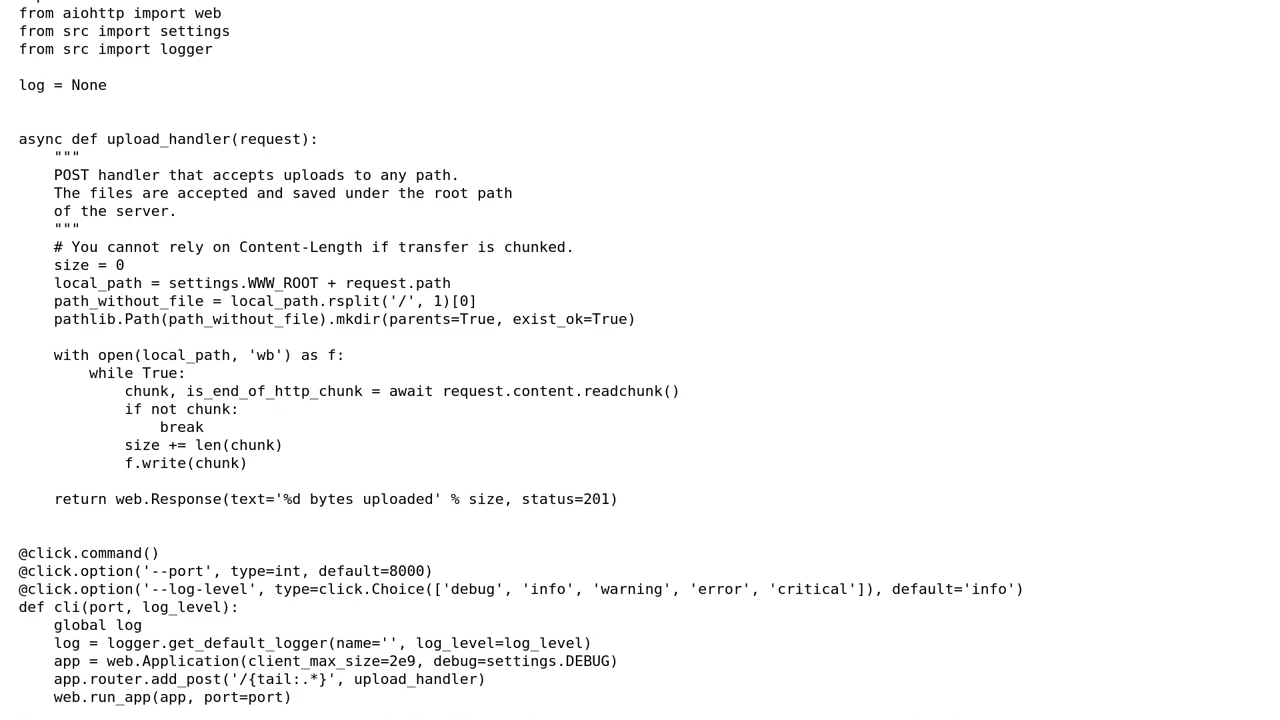 from aiohttp import web
from src import settings
from src import logger

log = None


async def upload_handler(request):
    """
    POST handler that accepts uploads to any path.
    The files are accepted and saved under the root path
    of the server.
    """
    # You cannot rely on Content-Length if transfer is chunked.
    size = 0
    local_path = settings.WWW_ROOT + request.path
    path_without_file = local_path.rsplit('/', 1)[0]
    pathlib.Path(path_without_file).mkdir(parents=True, exist_ok=True)

    with open(local_path, 'wb') as f:
        while True:
            chunk, is_end_of_http_chunk = await request.content.readchunk()
            if not chunk:
                break
            size += len(chunk)
            f.write(chunk)

    return web.Response(text='%d bytes uploaded' % size, status=201)


@click.command()
@click.option('--port', type=int, default=8000)
@click.option('--log-level', type=click.Choice(['debug', 'info', 'warning', 'error', 'critical']), default='info')
def cli(port, log_level):
    global log
    log = logger.get_default_logger(name='', log_level=log_level)
    app = web.Application(client_max_size=2e9, debug=settings.DEBUG)
    app.router.add_post('/{tail:.*}', upload_handler)
    web.run_app(app, port=port)